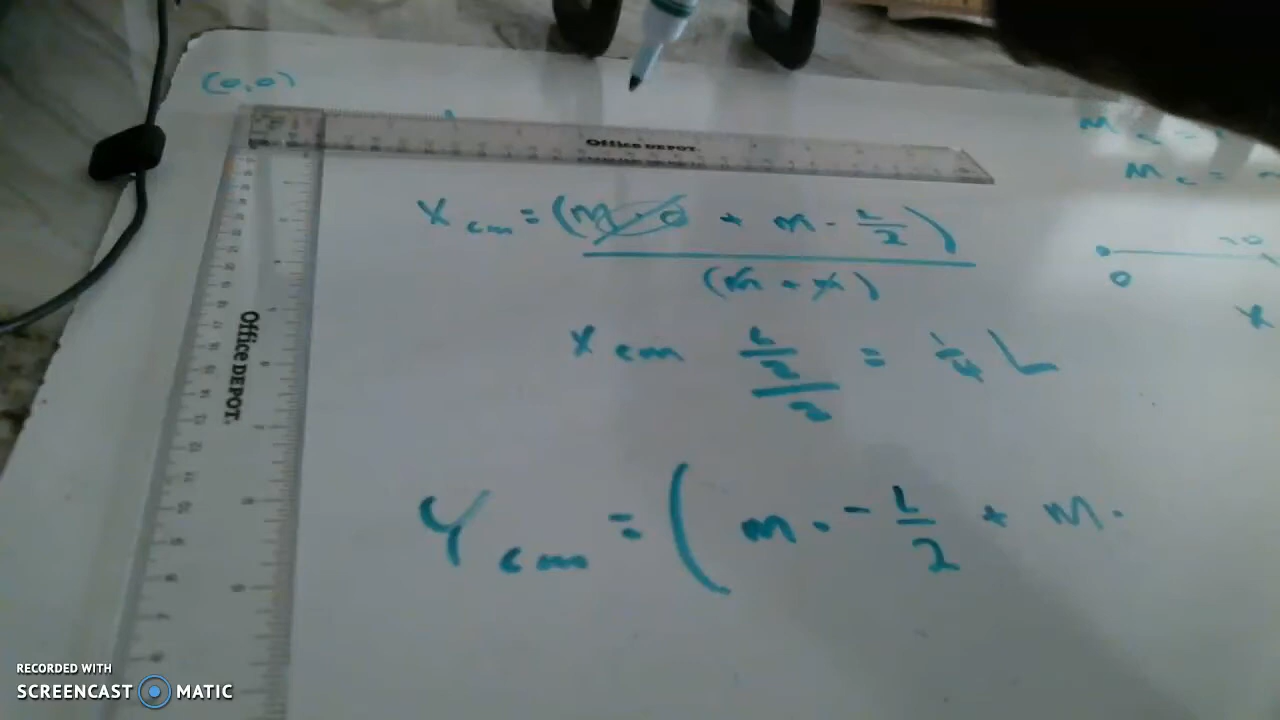 (0,0)
Office DEPOT.
Office DEPOT.
x cm = (m · 0 + m · L/2)
(m + m)
x cm L/2/2 = 1/4 L
0
Y cm = (m · - L/2 + m ·
RECORDED WITH
SCREENCAST MATIC